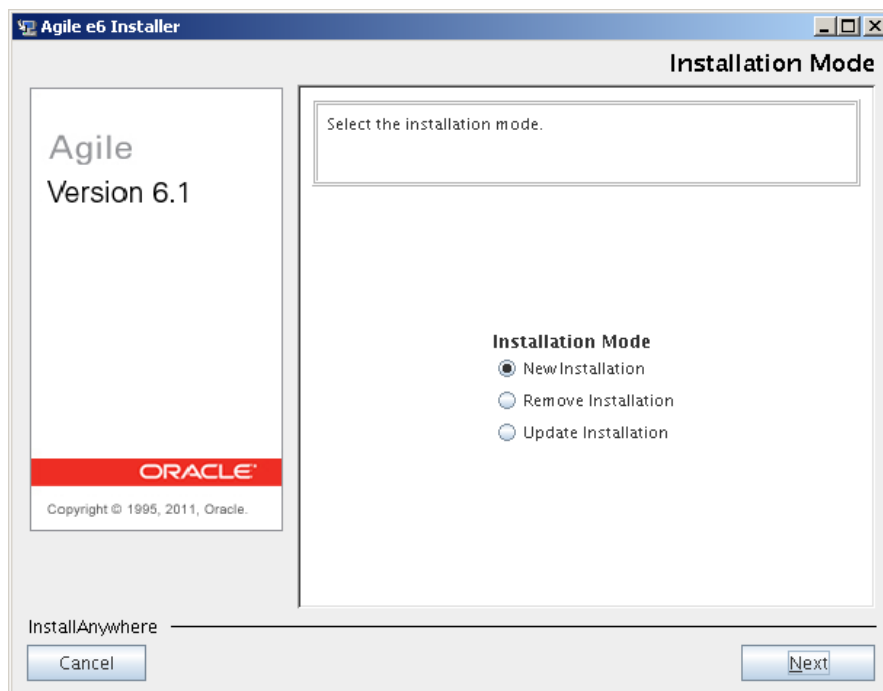 Agile e6 Installer
Installation Mode
Agile
Version 6.1
ORACLE
Copyright © 1995, 2011, Oracle.
Select the installation mode.
Installation Mode
New Installation
Remove Installation
Update Installation
InstallAnywhere
Cancel
Next